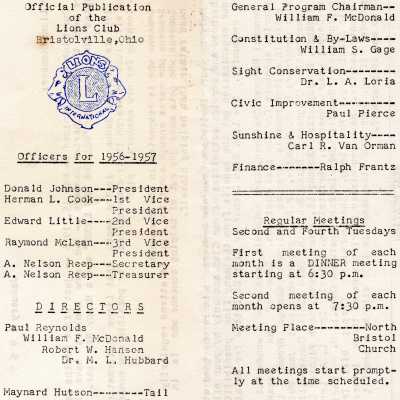 Official Publication
of the
Lions Club
Bristolville,Ohio
LIONS
L
INTERNATIONAL
Officers for 1956-1957
Donald Johnson---President
Herman L. Cook---1st Vice
President
Edward Little----2nd Vice
President
Raymond McLean---3rd Vice
President
A. Nelson Reep---Secretary
A. Nelson Reep---Treasurer
D I R E C T O R S
Paul Reynolds
William F. McDonald
Robert W. Hanson
Dr. M. L. Hubbard
Maynard Hutson---------Tail
General Program Chairman--
William F. McDonald
Constitution & By-Laws----
William S. Gage
Sight Conservation--------
Dr. L. A. Loria
Civic Improvement---------
Paul Pierce
Sunshine & Hospitality----
Carl R. Van Orman
Finance--------Ralph Frantz
Regular Meetings
Second and Fourth Tuesdays
First meeting of each
month is a DINNER meeting
starting at 6:30 p.m.
Second meeting of each
month opens at 7:30 p.m.
Meeting Place--------North
Bristol
Church
All meetings start prompt-
ly at the time scheduled.